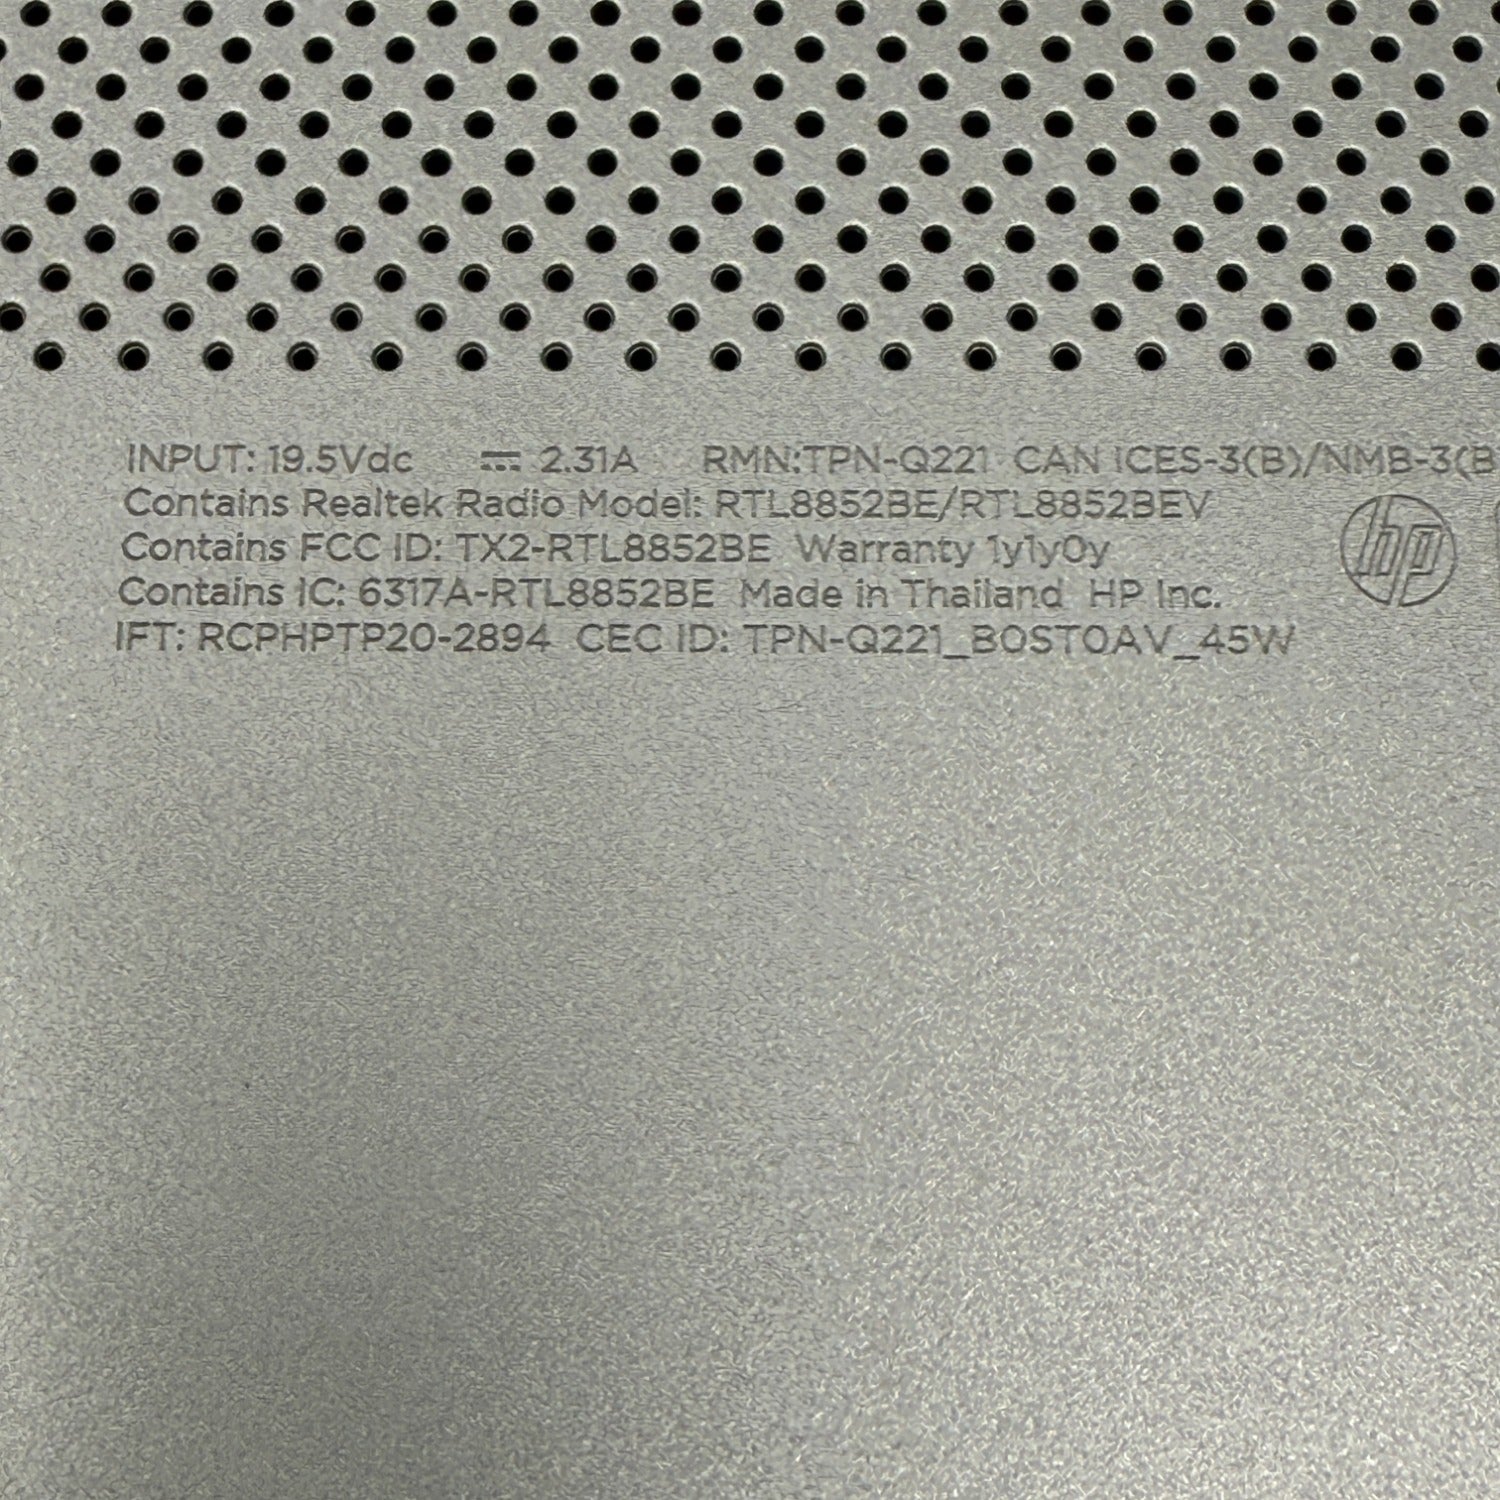 INPUT: 19.5Vdc ⎓ 2.31A RMN:TPN-Q221 CAN ICES-3(B)/NMB-3(B
Contains Realtek Radio Model: RTL8852BE/RTL8852BEV
Contains FCC ID: TX2-RTL8852BE Warranty 1y1y0y
Contains IC: 6317A-RTL8852BE Made in Thailand HP Inc.
IFT: RCPHPTP20-2894 CEC ID: TPN-Q221_BOSTOAV_45W
hp